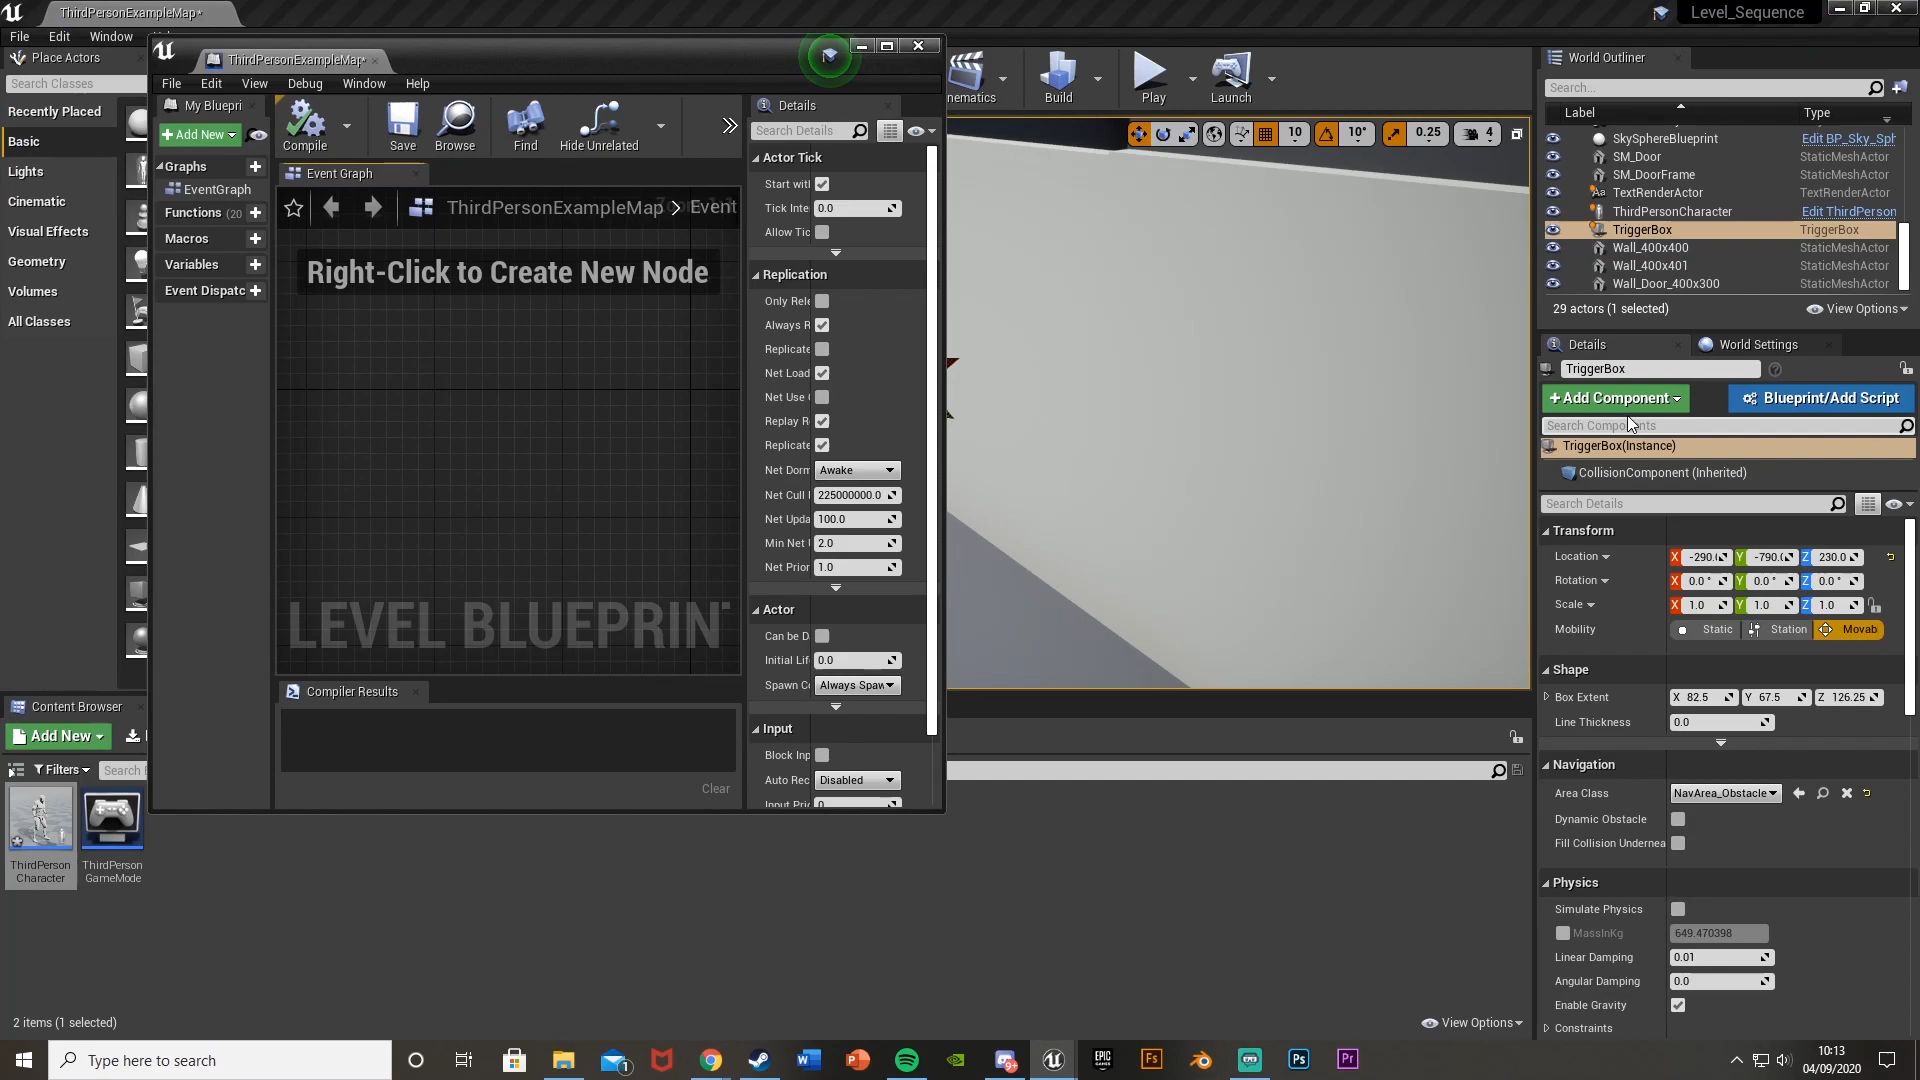 ThirdPersonExampleMap*
Level_Sequence
File Edit Window
Place Actors
Search Classes
Recently Placed
Basic
Lights
Cinematic
Visual Effects
Geometry
Volumes
All Classes
ThirdPersonExampleMap*
File Edit View Debug Window Help
My Bluepri
Add New
Graphs
EventGraph
Functions (20
Macros
Variables
Event Dispatc
Compile
Save
Browse
Find
Hide Unrelated
Event Graph
ThirdPersonExampleMap > Event
Right-Click to Create New Node
LEVEL BLUEPRIN
Compiler Results
Clear
Details
Search Details
Actor Tick
Start witl
Tick Inte 0.0
Allow Tic
Replication
Only Rele
Always R
Replicate
Net Load
Net Use
Replay R
Replicate
Net Dorm Awake
Net Cull 225000000.0
Net Upda 100.0
Min Net 2.0
Net Prior 1.0
Actor
Can be D
Initial Lif 0.0
Spawn Co Always Spaw
Input
Block Inp
Auto Rec Disabled
Input Pri 0
nematics
Build
Play
Launch
10 10° 0.25 4
World Outliner
Search...
Label Type
SkySphereBlueprint Edit BP_Sky_Sph
SM_Door StaticMeshActor
SM_DoorFrame StaticMeshActor
TextRenderActor TextRenderActor
ThirdPersonCharacter Edit ThirdPerson
TriggerBox TriggerBox
Wall_400x400 StaticMeshActor
Wall_400x401 StaticMeshActor
Wall_Door_400x300 StaticMeshActor
29 actors (1 selected)
View Options
Details
World Settings
TriggerBox
+Add Component
Blueprint/Add Script
Search Components
TriggerBox(Instance)
CollisionComponent (Inherited)
Search Details
Transform
Location X -290.0 Y -790.0 Z 230.0
Rotation X 0.0 ° Y 0.0 ° Z 0.0 °
Scale X 1.0 Y 1.0 Z 1.0
Mobility Static Station Movab
Shape
Box Extent X 82.5 Y 67.5 Z 126.25
Line Thickness 0.0
Navigation
Area Class NavArea_Obstacle
Dynamic Obstacle
Fill Collision Undernea
Physics
Simulate Physics
MassInKg 649.470398
Linear Damping 0.01
Angular Damping 0.0
Enable Gravity
Constraints
Content Browser
Add New
Filters
Search
ThirdPerson
Character
ThirdPerson
GameMode
2 items (1 selected)
View Options
Type here to search
10:13
04/09/2020